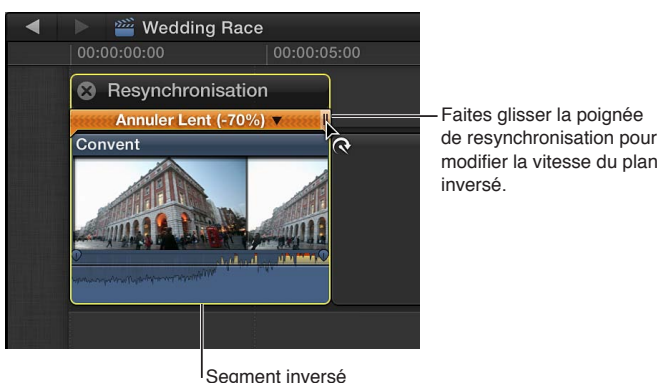 Wedding Race
00:00:00:00
00:00:05:00
Resynchronisation
Annuler Lent (-70%)
Convent
Faites glisser la poignée
de resynchronisation pour
modifier la vitesse du plan
inversé.
Segment inversé